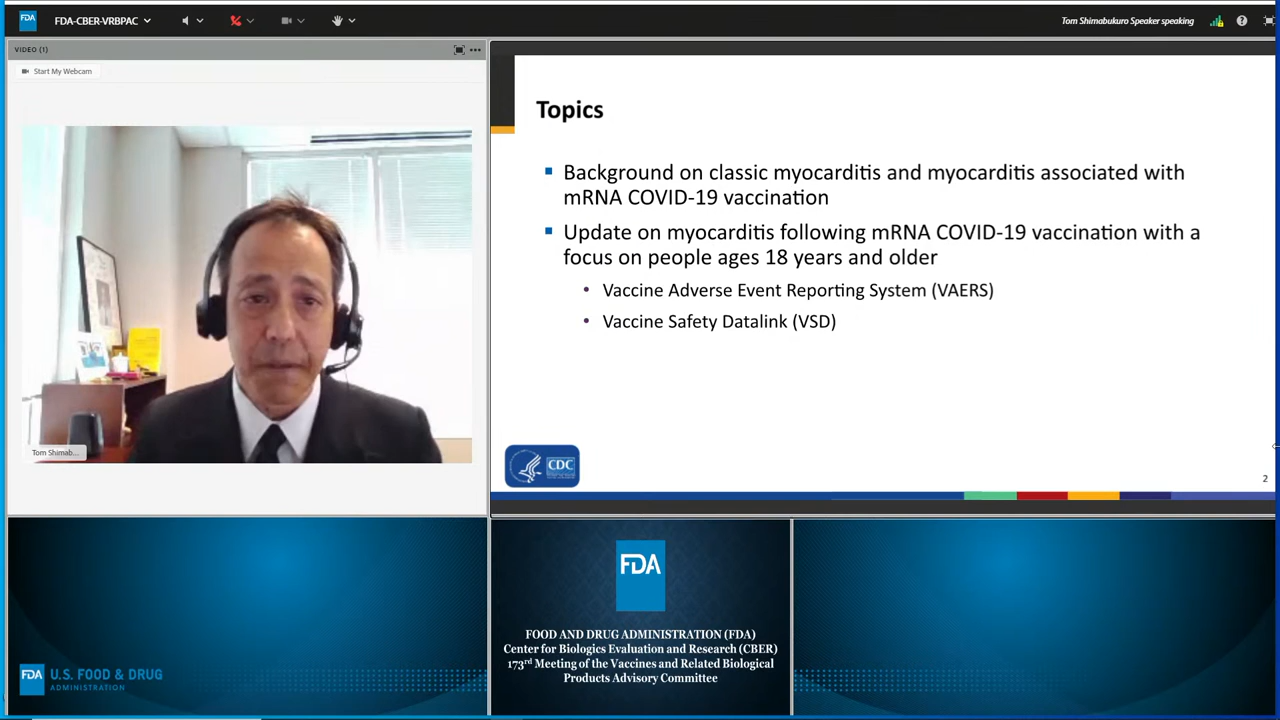 FDA
FDA-CBER-VRBPAC
Tom Shimabukuro Speaker speaking
VIDEO (1)
Start My Webcam
Tom Shimab...
Topics
Background on classic myocarditis and myocarditis associated with
mRNA COVID-19 vaccination
Update on myocarditis following mRNA COVID-19 vaccination with a
focus on people ages 18 years and older
Vaccine Adverse Event Reporting System (VAERS)
Vaccine Safety Datalink (VSD)
CDC
2
FDA
U.S. FOOD & DRUG
ADMINISTRATION
FDA
FOOD AND DRUG ADMINISTRATION (FDA)
Center for Biologics Evaluation and Research (CBER)
173rd Meeting of the Vaccines and Related Biological
Products Advisory Committee